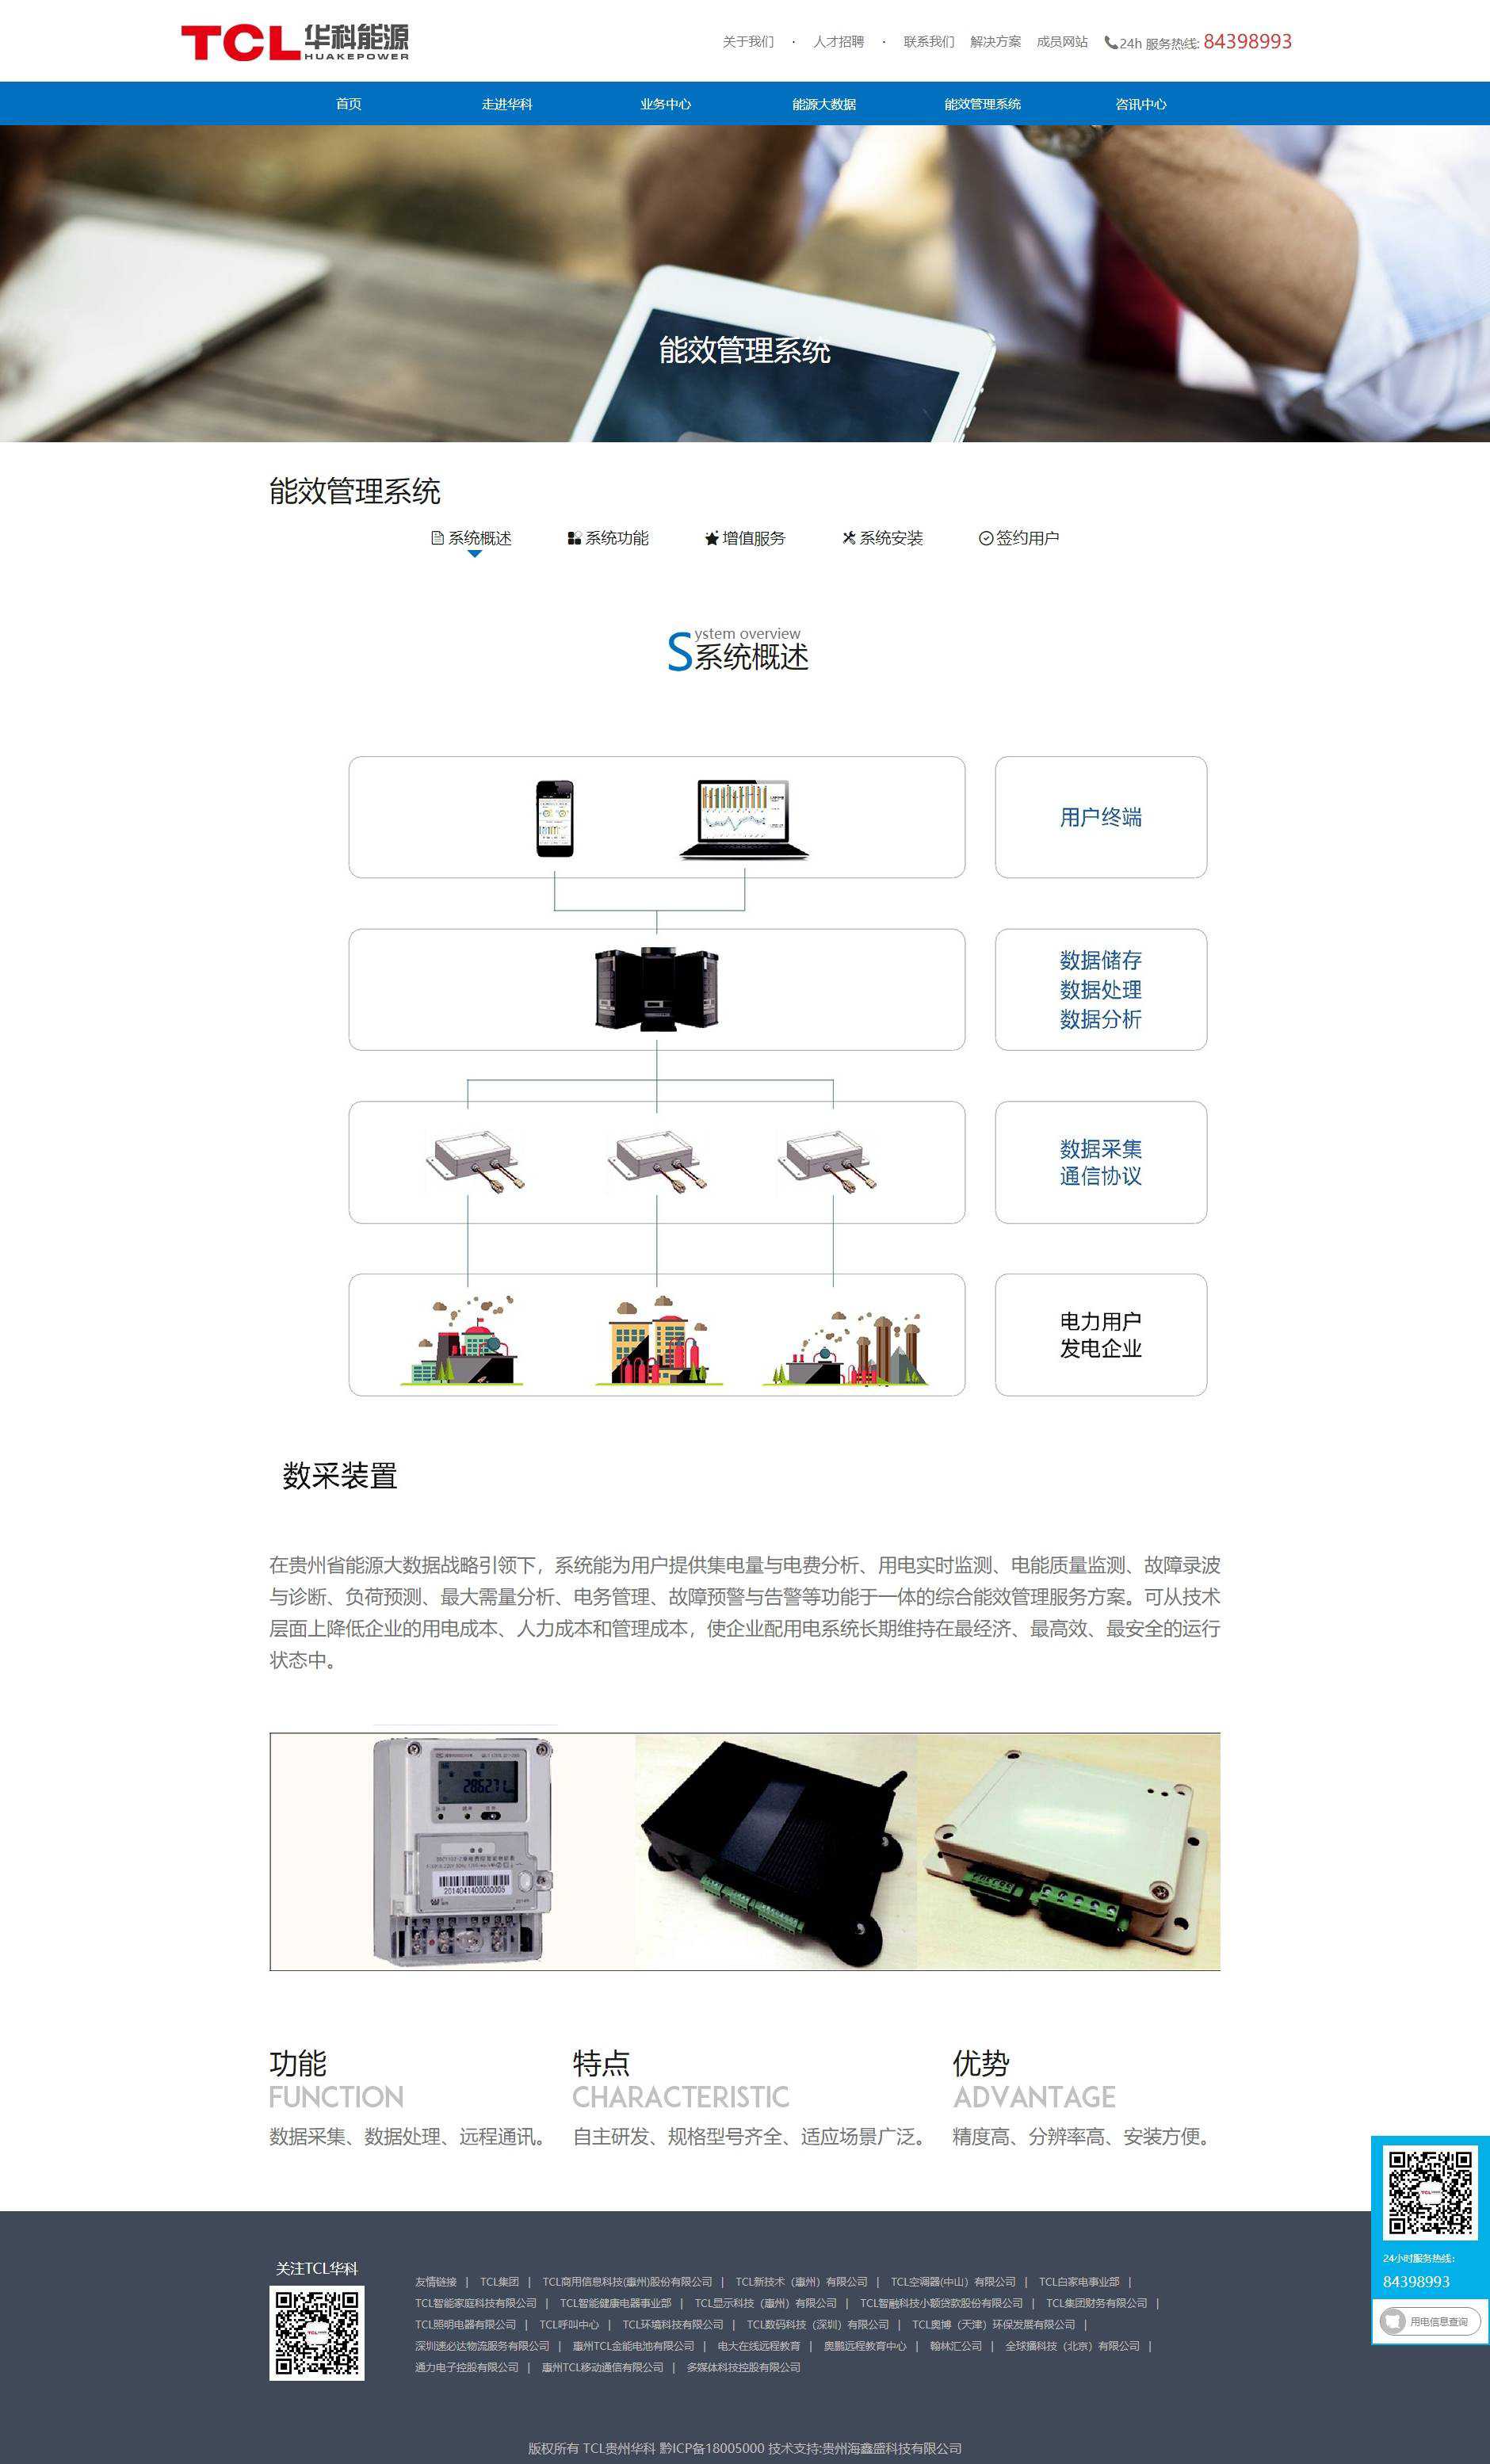 TCL 华科能源
HUAKEPOWER
关于我们 · 人才招聘 · 联系我们 解决方案 成员网站 24h 服务热线: 84398993
首页 走进华科 业务中心 能源大数据 能效管理系统 咨讯中心
能效管理系统
能效管理系统
系统概述 系统功能 增值服务 系统安装 签约用户
System overview
系统概述
用户终端
数据储存
数据处理
数据分析
数据采集
通信协议
电力用户
发电企业
数采装置
在贵州省能源大数据战略引领下，系统能为用户提供集电量与电费分析、用电实时监测、电能质量监测、故障录波
与诊断、负荷预测、最大需量分析、电务管理、故障预警与告警等功能于一体的综合能效管理服务方案。可从技术
层面上降低企业的用电成本、人力成本和管理成本，使企业配用电系统长期维持在最经济、最高效、最安全的运行
状态中。
286271
2014041400000005
功能 特点 优势
FUNCTION CHARACTERISTIC ADVANTAGE
数据采集、数据处理、远程通讯。 自主研发、规格型号齐全、适应场景广泛。 精度高、分辨率高、安装方便。
24小时服务热线：
84398993
用电信息查询
关注TCL华科
友情链接 | TCL集团 | TCL商用信息科技(惠州)股份有限公司 | TCL新技术（惠州）有限公司 | TCL空调器(中山）有限公司 | TCL白家电事业部 |
TCL智能家庭科技有限公司 | TCL智能健康电器事业部 | TCL显示科技（惠州）有限公司 | TCL智融科技小额贷款股份有限公司 | TCL集团财务有限公司 |
TCL照明电器有限公司 | TCL呼叫中心 | TCL环境科技有限公司 | TCL数码科技（深圳）有限公司 | TCL奥博（天津）环保发展有限公司 |
深圳速必达物流服务有限公司 | 惠州TCL金能电池有限公司 | 电大在线远程教育 | 奥鹏远程教育中心 | 翰林汇公司 | 全球播科技（北京）有限公司 |
通力电子控股有限公司 | 惠州TCL移动通信有限公司 | 多媒体科技控股有限公司
版权所有 TCL贵州华科 黔ICP备18005000 技术支持:贵州海鑫盛科技有限公司